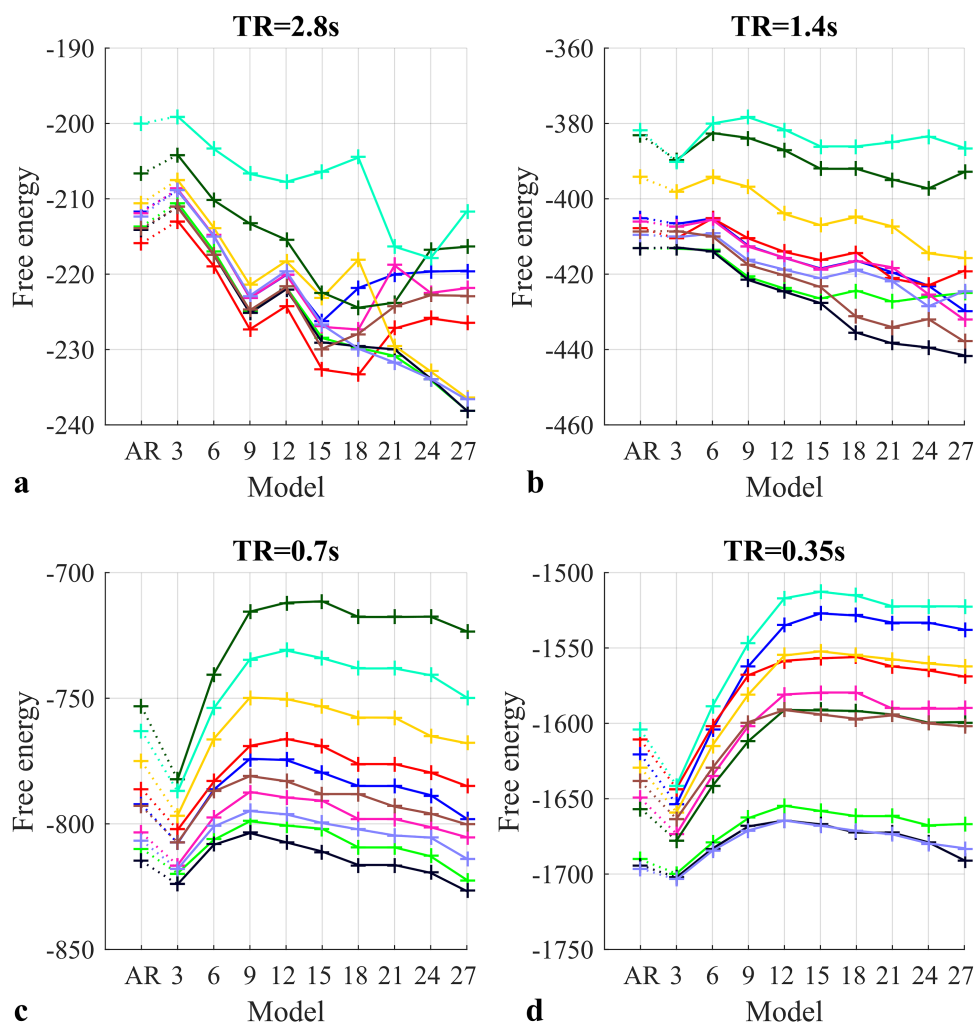 TR=2.8s
Free energy
-190
-200
-210
-220
-230
-240
AR 3 6 9 12 15 18 21 24 27
Model
a
TR=1.4s
Free energy
-360
-380
-400
-420
-440
-460
AR 3 6 9 12 15 18 21 24 27
Model
b
TR=0.7s
Free energy
-700
-750
-800
-850
AR 3 6 9 12 15 18 21 24 27
Model
c
TR=0.35s
Free energy
-1500
-1550
-1600
-1650
-1700
-1750
AR 3 6 9 12 15 18 21 24 27
Model
d